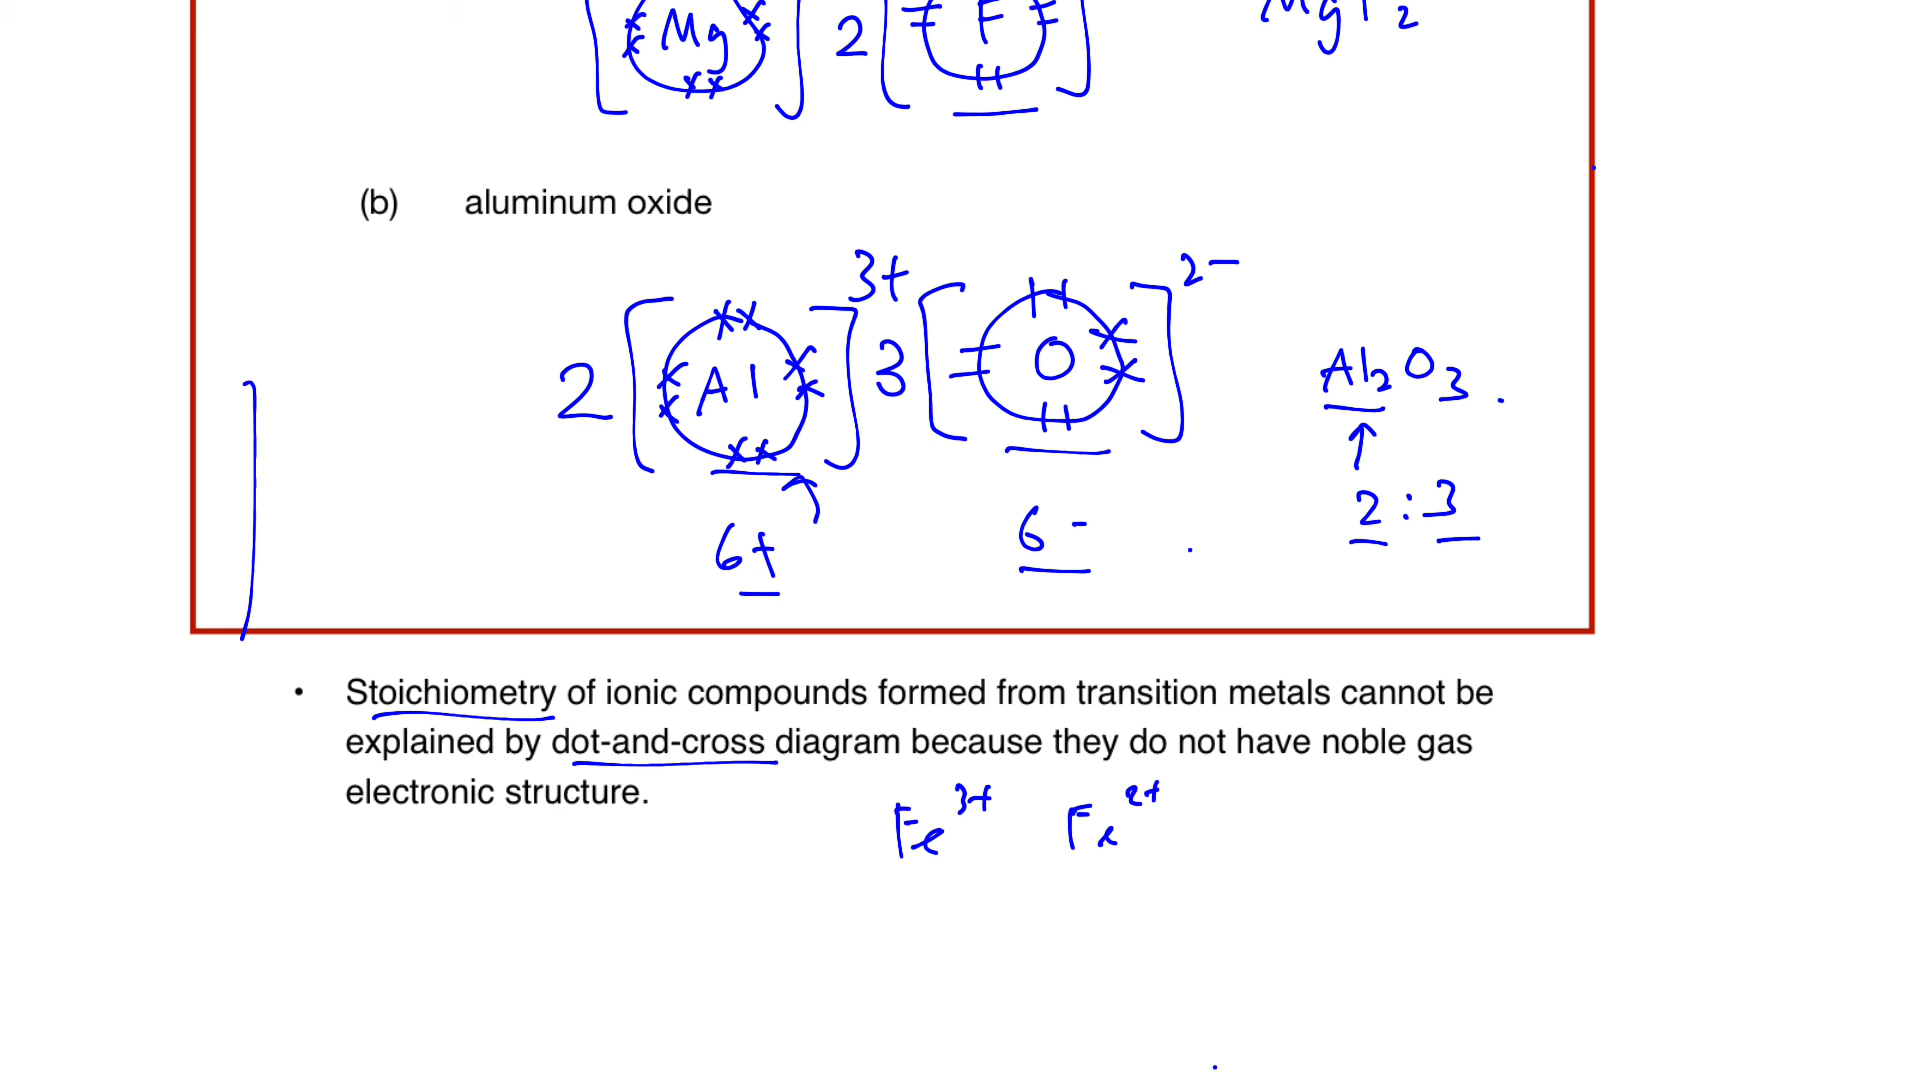 [Mg] 2 [F] MgF2
(b) aluminum oxide
2 [Al]3+ 3 [O]2-
Al2O3.
2 : 3
6+ 6-
• Stoichiometry of ionic compounds formed from transition metals cannot be
explained by dot-and-cross diagram because they do not have noble gas
electronic structure.
Fe3+ Fe2+